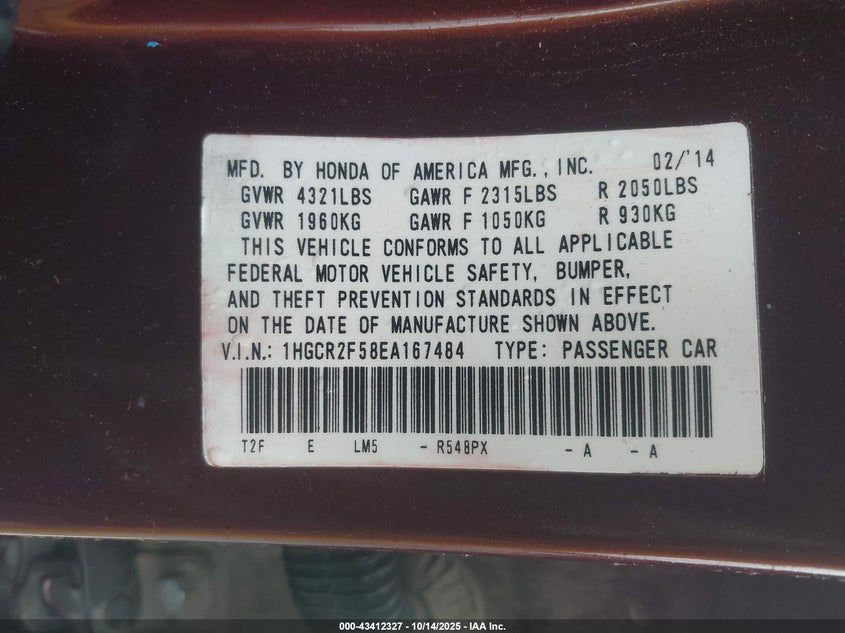 MFD. BY HONDA OF AMERICA MFG., INC. 02/'14
GVWR 4321LBS GAWR F 2315LBS R 2050LBS
GVWR 1960KG GAWR F 1050KG R 930KG
THIS VEHICLE CONFORMS TO ALL APPLICABLE
FEDERAL MOTOR VEHICLE SAFETY, BUMPER,
AND THEFT PREVENTION STANDARDS IN EFFECT
ON THE DATE OF MANUFACTURE SHOWN ABOVE.
V.I.N.: 1HGCR2F58EA167484 TYPE: PASSENGER CAR
T2F E LM5 - R548PX - A - A
000-43412327 - 10/14/2025 - IAA Inc.